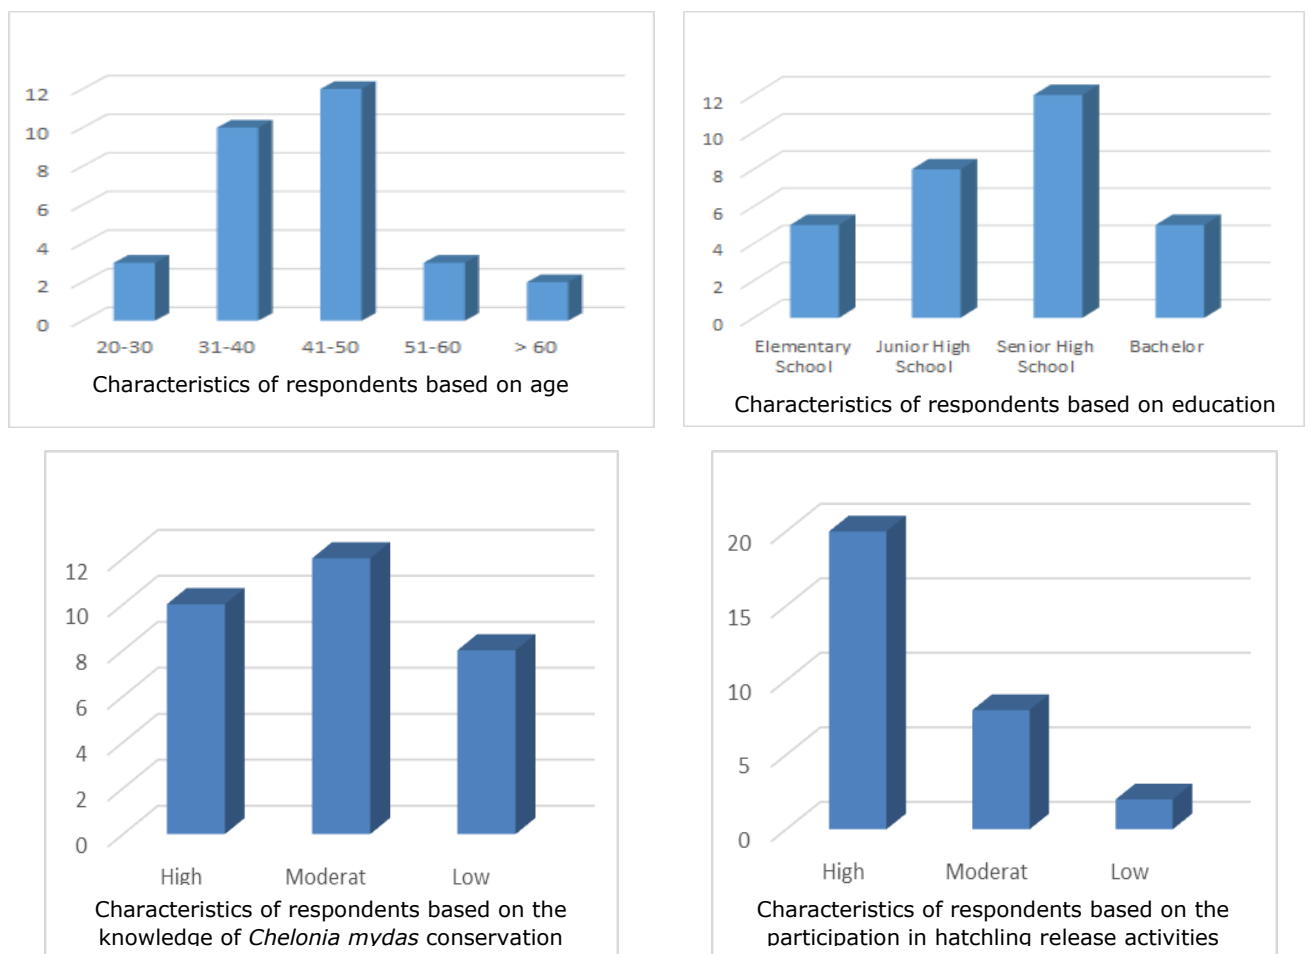 12
10
8
6
4
2
0
20-30 31-40 41-50 51-60 > 60
Characteristics of respondents based on age
12
10
8
6
4
2
0
Elementary School Junior High School Senior High School Bachelor
Characteristics of respondents based on education
12
10
8
6
4
2
0
High Moderat Low
Characteristics of respondents based on the
knowledge of Chelonia mydas conservation
20
15
10
5
0
High Moderat Low
Characteristics of respondents based on the
participation in hatchling release activities